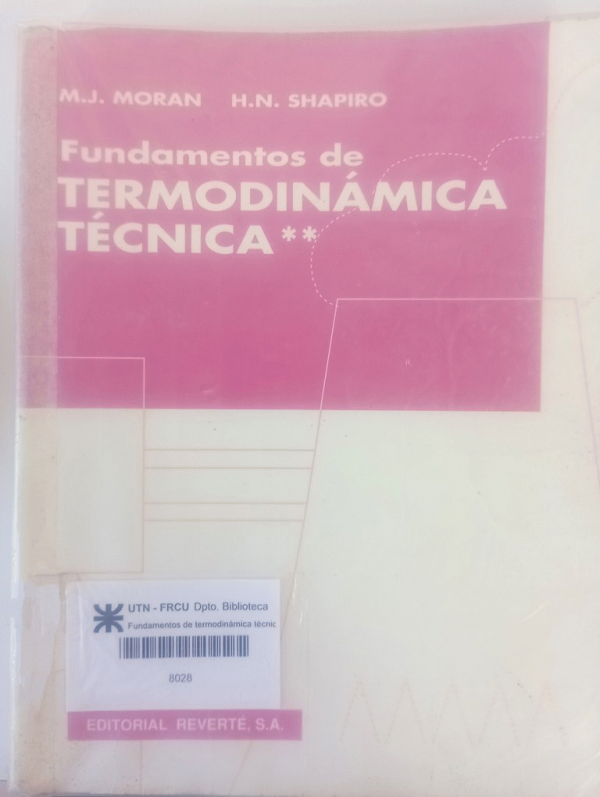 M.J. MORAN H.N. SHAPIRO
Fundamentos de
TERMODINÁMICA
TÉCNICA**
UTN - FRCU Dpto. Biblioteca
Fundamentos de termodinámica técnic
8028
EDITORIAL REVERTÉ, S.A.